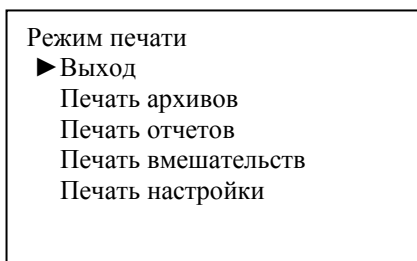 Режим печати
►Выход
Печать архивов
Печать отчетов
Печать вмешательств
Печать настройки